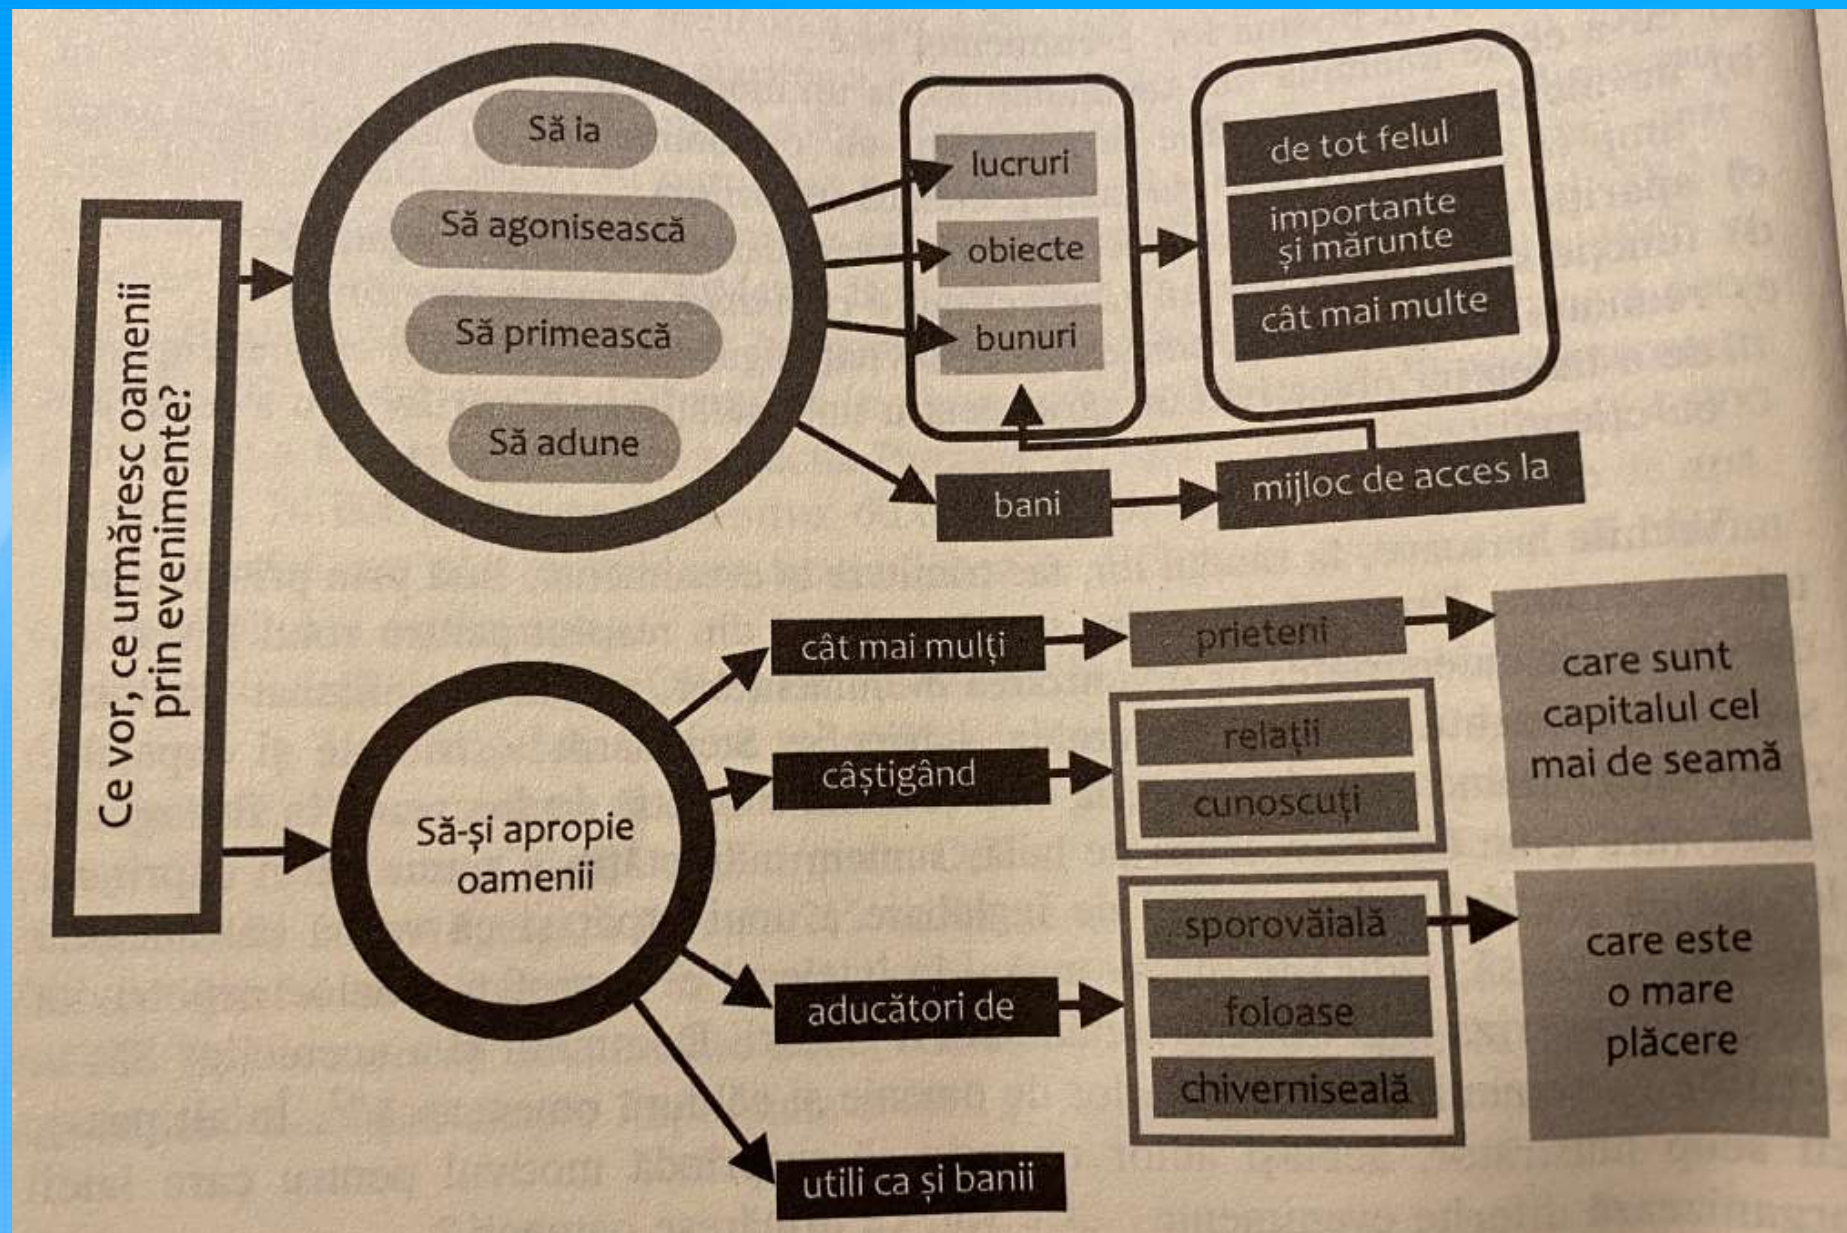 Ce vor, ce urmăresc oamenii
prin evenimente?
Să ia
Să agonisească
Să primească
Să adune
lucruri
obiecte
bunuri
de tot felul
importante
și mărunte
cât mai multe
bani
mijloc de acces la
Să-și apropie
oamenii
cât mai mulți
prieteni
câștigând
relații
cunoscuți
care sunt
capitalul cel
mai de seamă
aducători de
sporovăială
foloase
chiverniseală
care este
o mare
plăcere
utili ca și banii